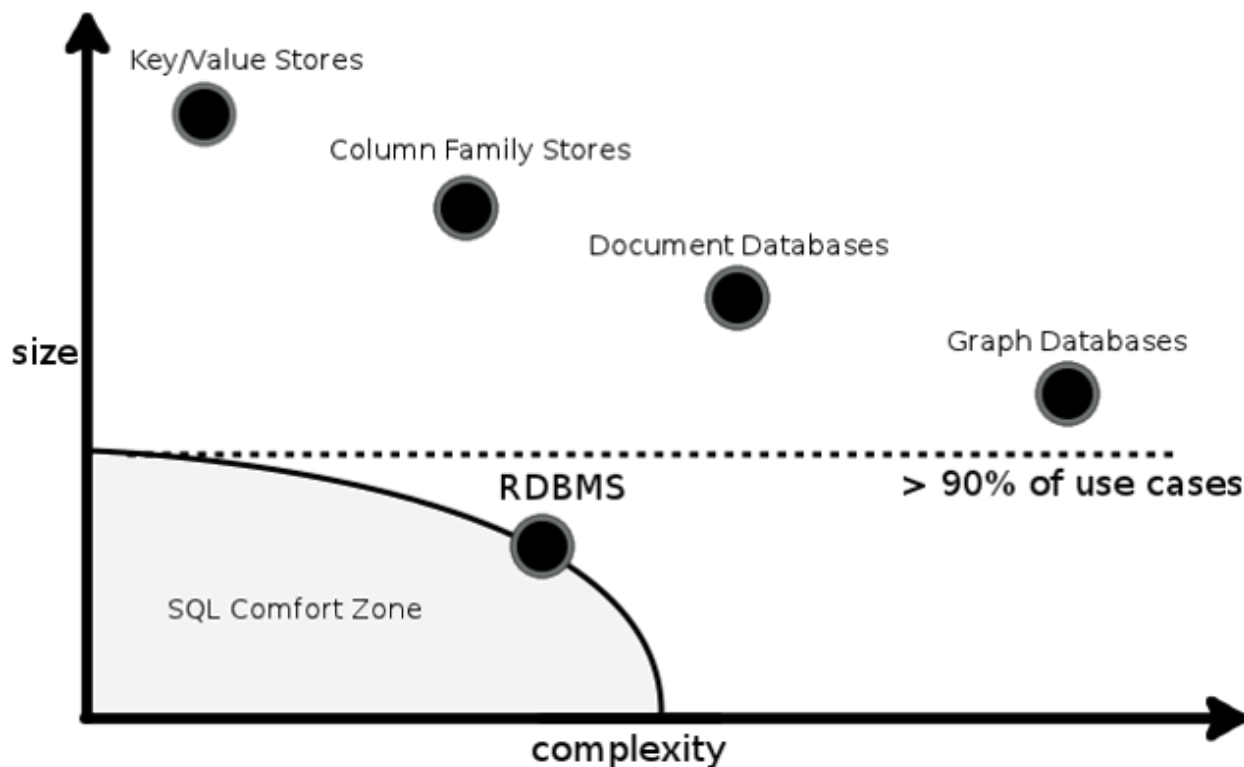 Key/Value Stores
Column Family Stores
Document Databases
size
Graph Databases
RDBMS
> 90% of use cases
SQL Comfort Zone
complexity